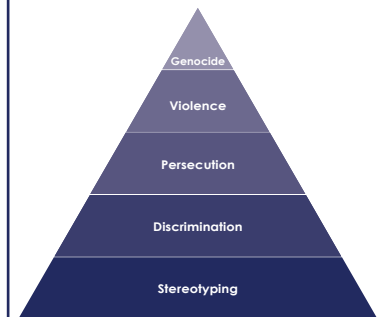 Genocide
Violence
Persecution
Discrimination
Stereotyping